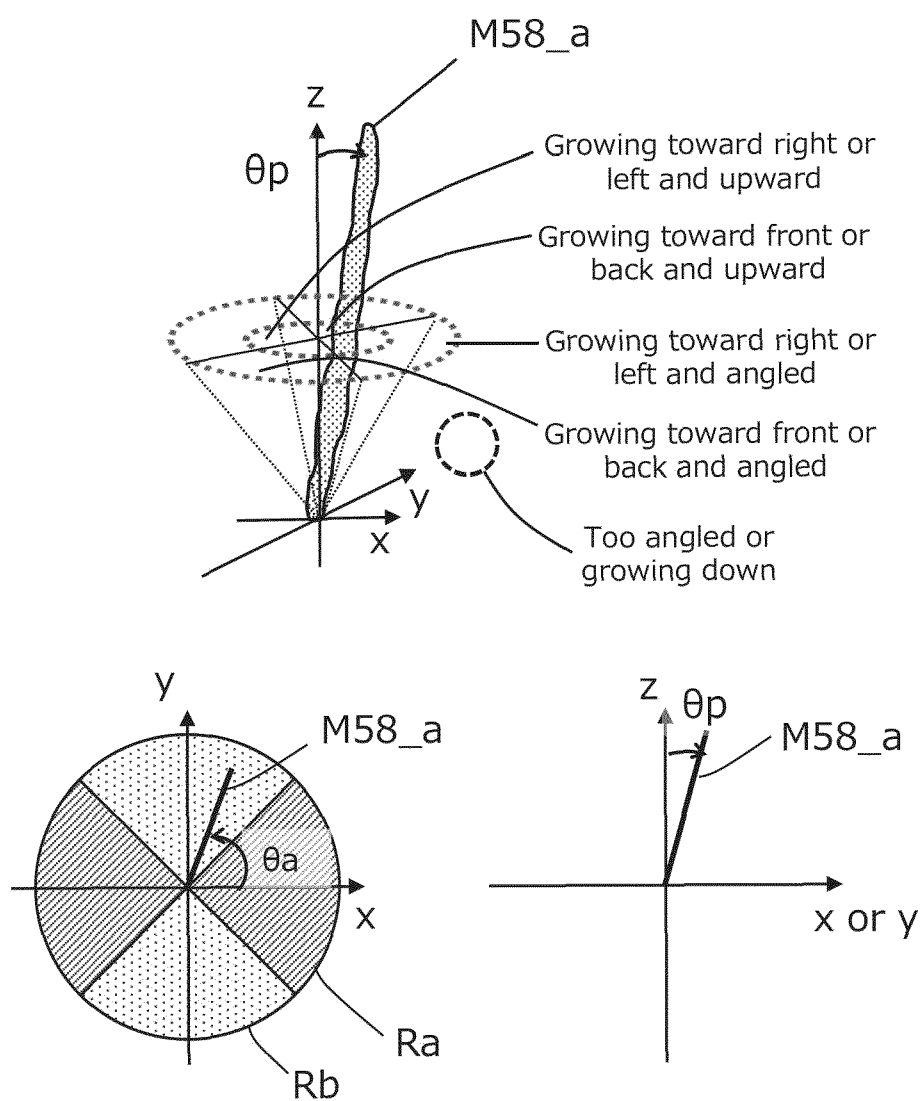 M58_a
z
θp
Growing toward right or
left and upward
Growing toward front or
back and upward
Growing toward right or
left and angled
Growing toward front or
back and angled
y
x
Too angled or
growing down
y
M58_a
θa
x
Ra
Rb
z
θp
M58_a
x or y